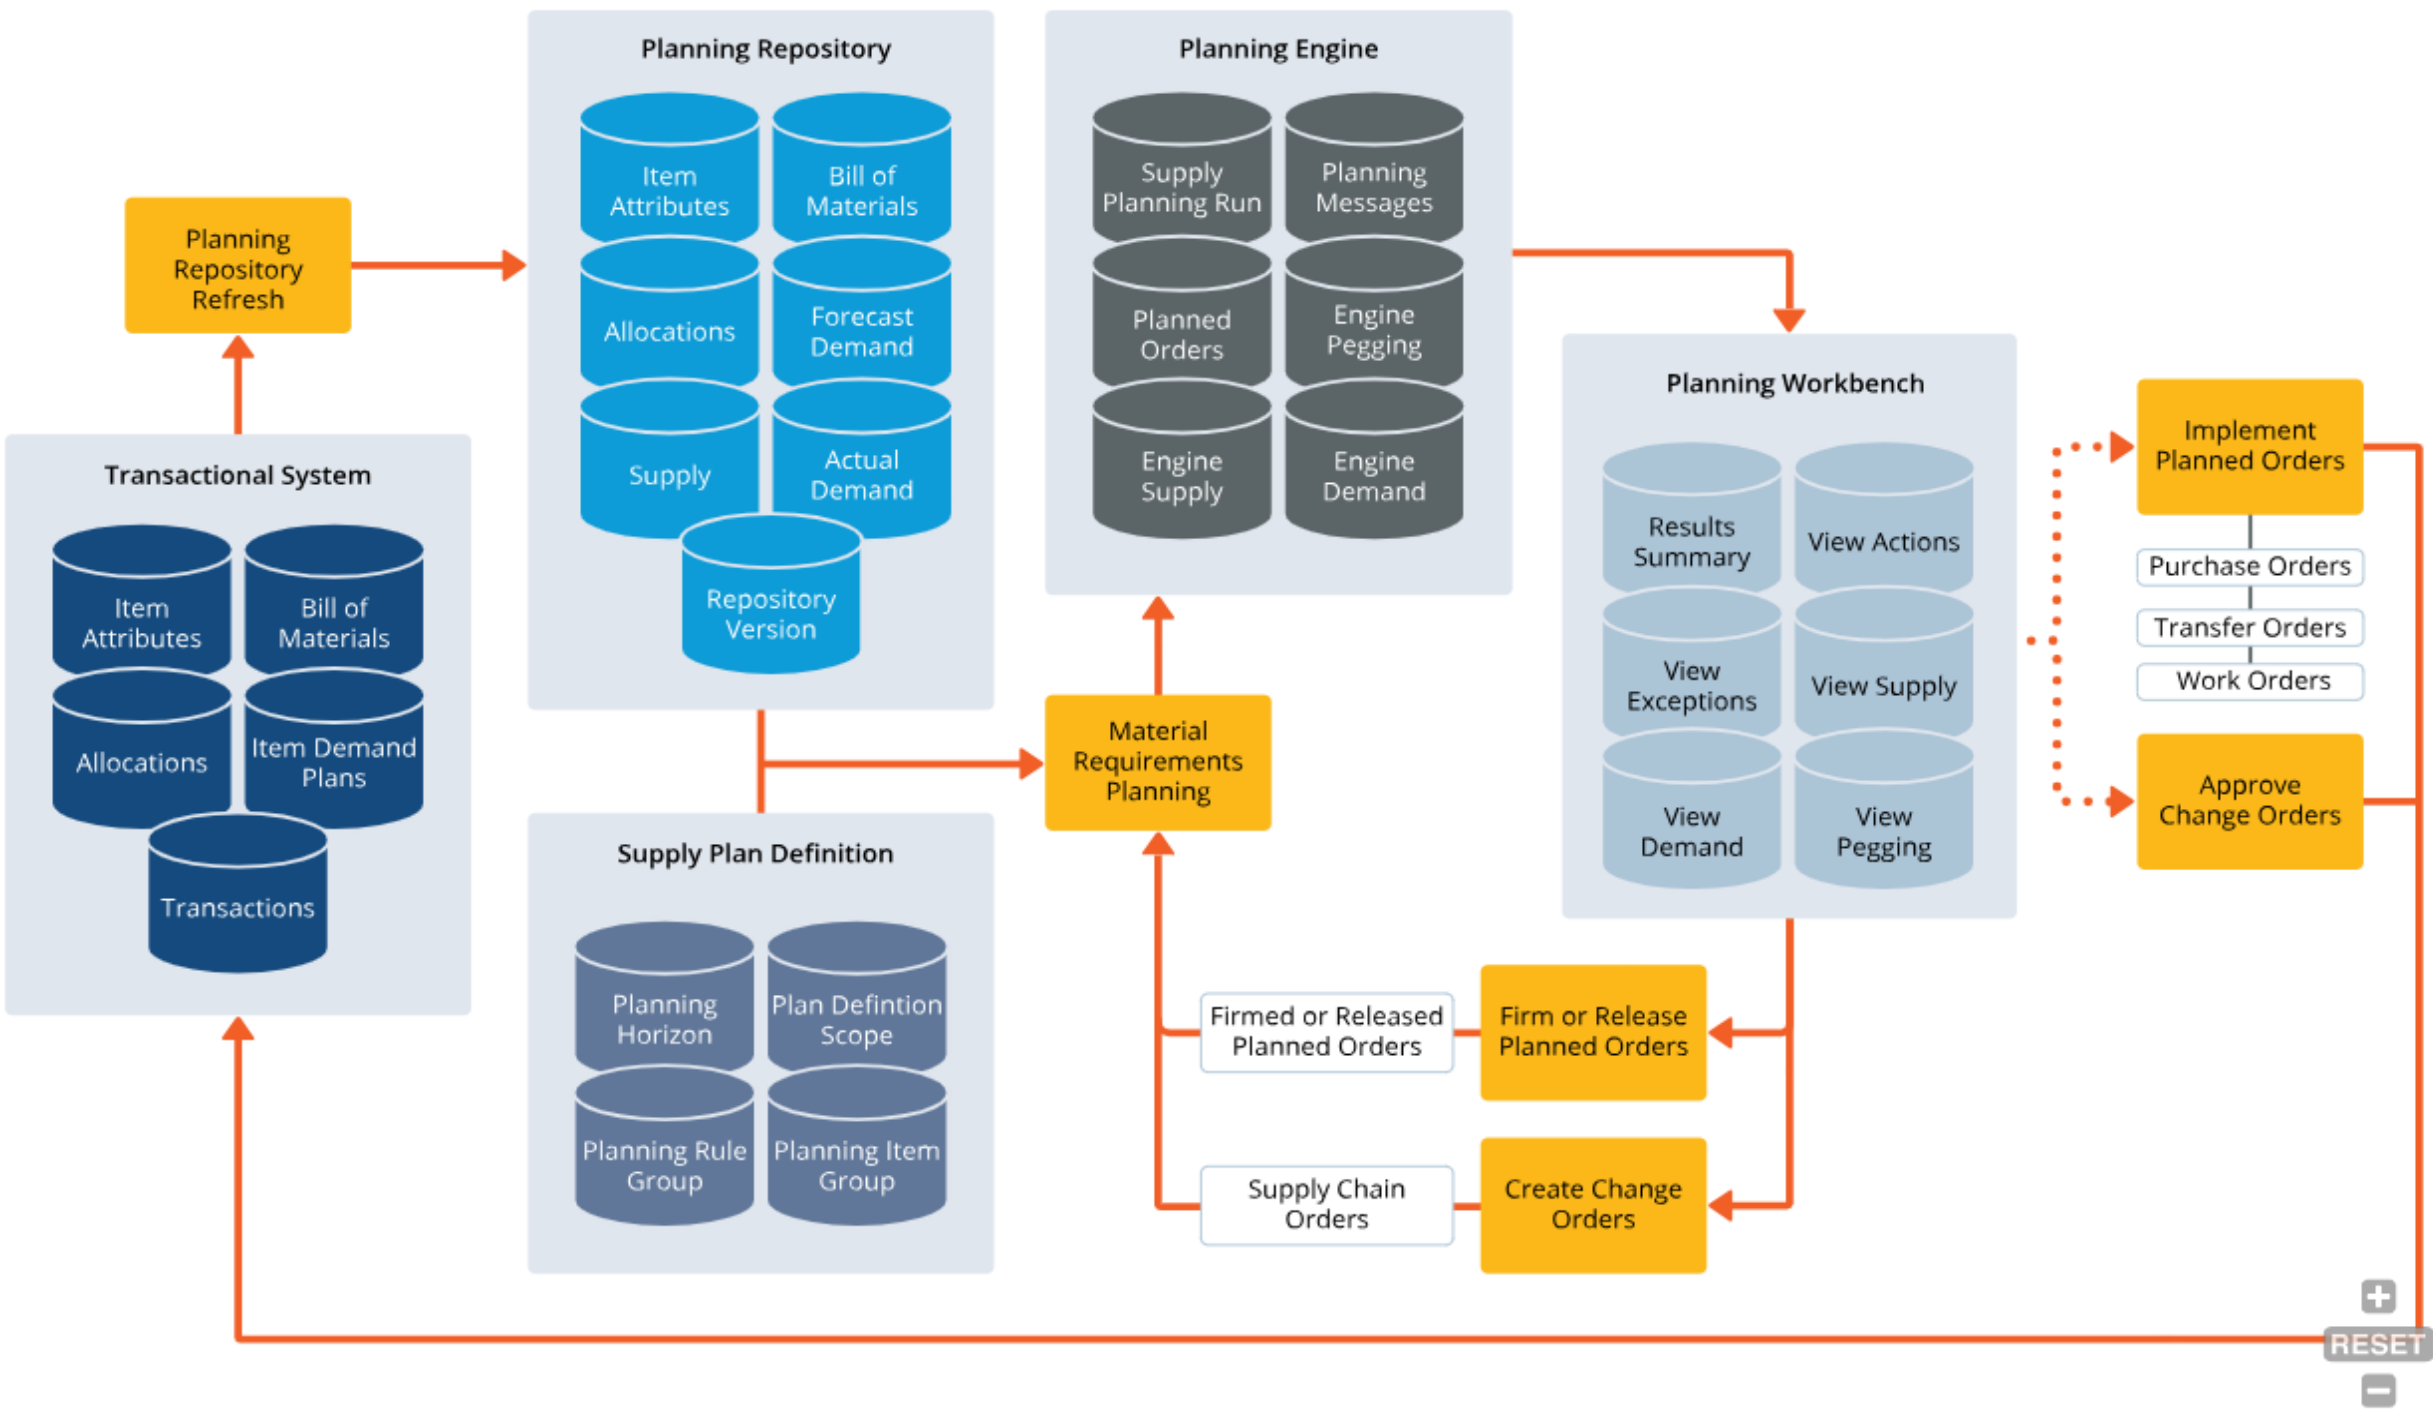 Planning Repository
Item
Attributes
Bill of
Materials
Allocations
Forecast
Demand
Supply
Actual
Demand
Repository
Version
Planning Engine
Supply
Planning Run
Planning
Messages
Planned
Orders
Engine
Pegging
Engine
Supply
Engine
Demand
Planning
Repository
Refresh
Transactional System
Item
Attributes
Bill of
Materials
Allocations
Item Demand
Plans
Transactions
Planning Workbench
Results
Summary
View Actions
View
Exceptions
View Supply
View
Demand
View
Pegging
Implement
Planned Orders
Purchase Orders
Transfer Orders
Work Orders
Approve
Change Orders
Material
Requirements
Planning
Supply Plan Definition
Planning
Horizon
Plan Defintion
Scope
Planning Rule
Group
Planning Item
Group
Firmed or Released
Planned Orders
Firm or Release
Planned Orders
Supply Chain
Orders
Create Change
Orders
RESET